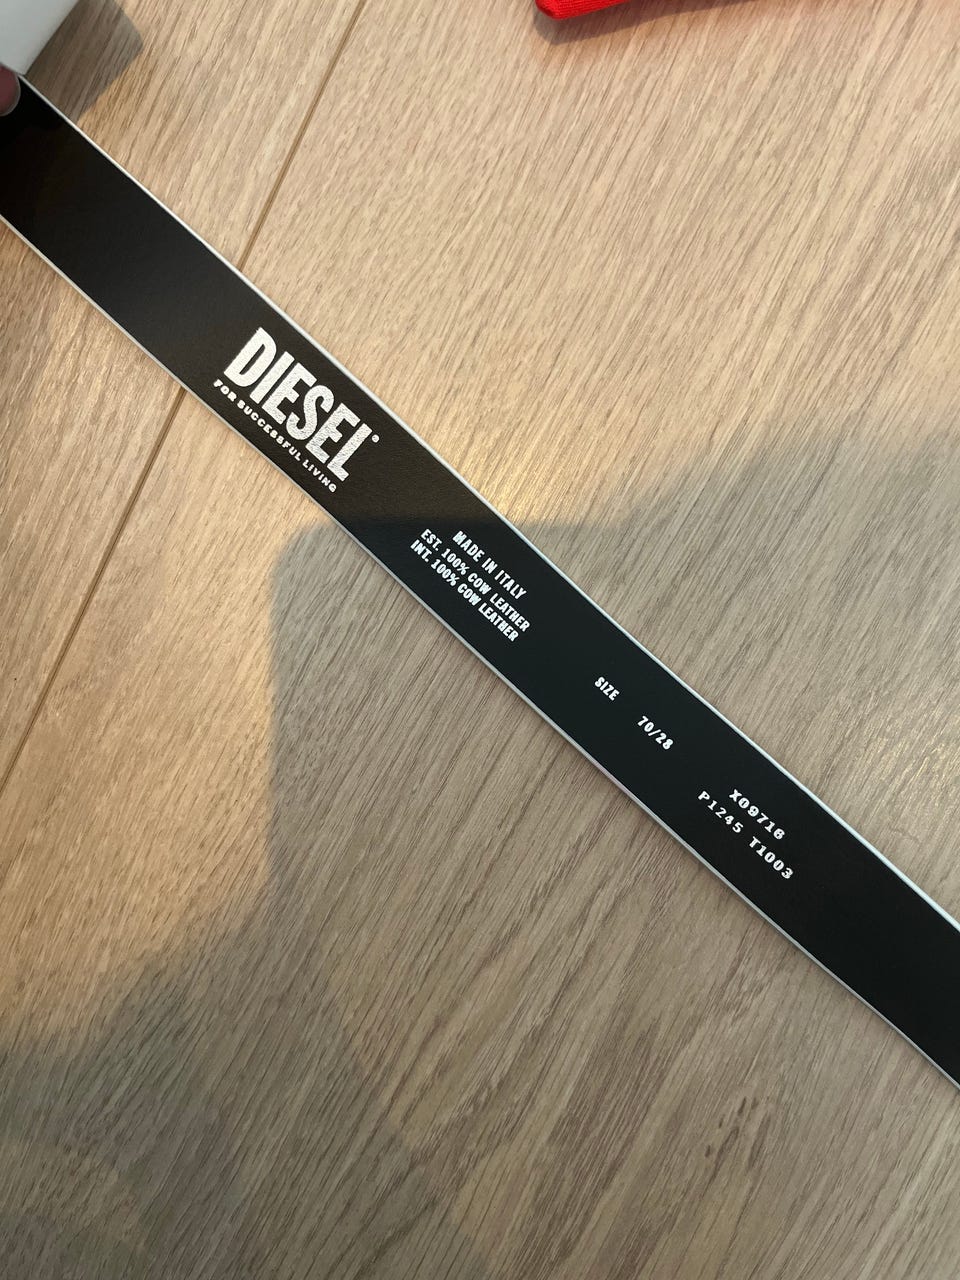 DIESEL®
FOR SUCCESSFUL LIVING
MADE IN ITALY
EST. 100% COW LEATHER
INT. 100% COW LEATHER
SIZE 70/28
X09716
P1245 T1003